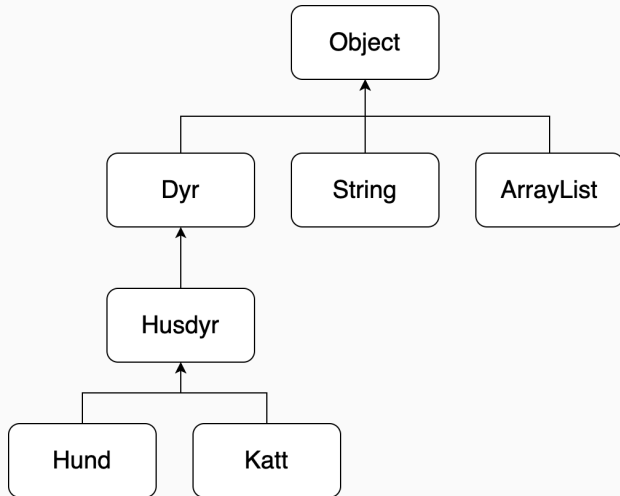 Object
Dyr
String
ArrayList
Husdyr
Hund
Katt